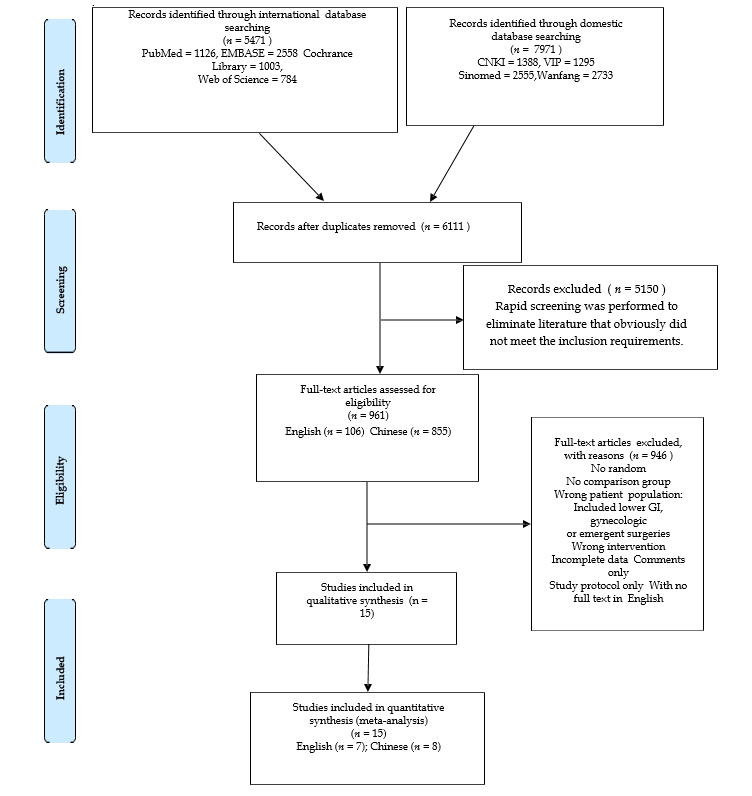 Identification
Records identified through international database
searching
(n = 5471)
PubMed = 1126, EMBASE = 2558 Cochrance
Library = 1003,
Web of Science = 784
Records identified through domestic
database searching
(n = 7971 )
CNKI = 1388, VIP = 1295
Sinomed = 2555,Wanfang = 2733
Screening
Records after duplicates removed (n = 6111 )
Records excluded ( n = 5150 )
Rapid screening was performed to
eliminate literature that obviously did
not meet the inclusion requirements.
Eligibility
Full-text articles assessed for
eligibility
(n = 961)
English (n = 106) Chinese (n = 855)
Full-text articles excluded,
with reasons (n = 946 )
No random
No comparison group
Wrong patient population:
Included lower GI,
gynecologic
or emergent surgeries
Wrong intervention
Incomplete data Comments
only
Study protocol only With no
full text in English
Included
Studies included in
qualitative synthesis (n =
15)
Studies included in quantitative
synthesis (meta-analysis)
(n = 15)
English (n = 7); Chinese (n = 8)